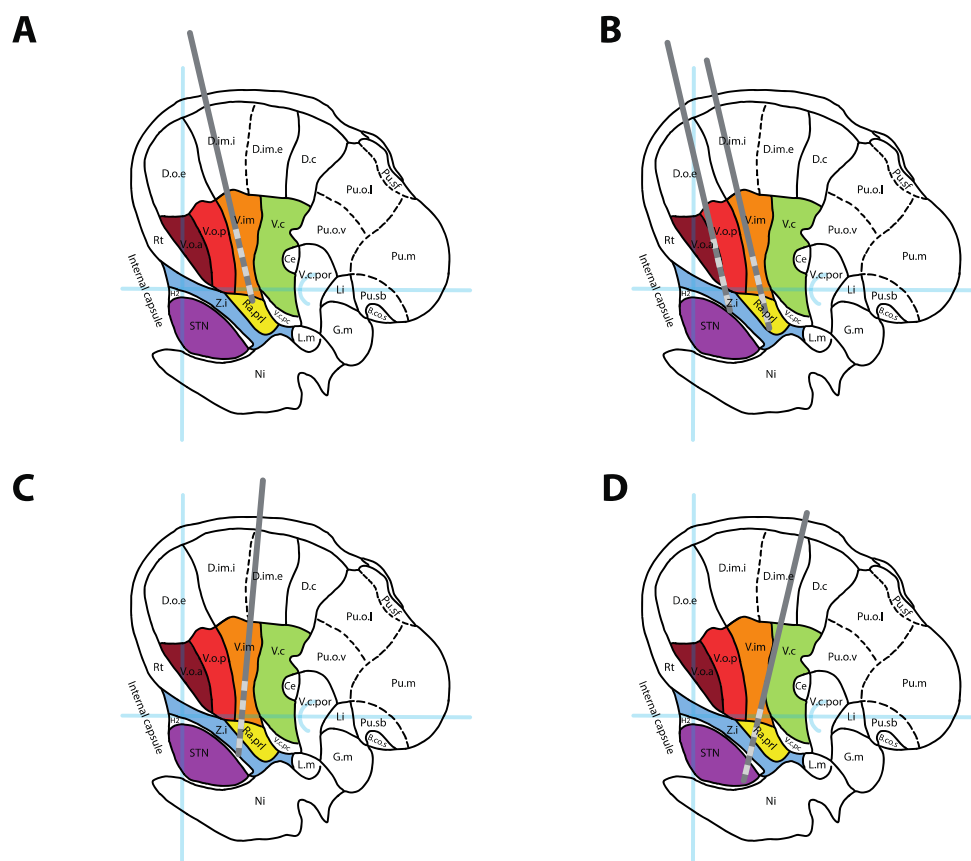 A
D.o.e
D.im.i
D.im.e
D.c
Pu.sf
Pu.o.l
Rt
V.o.a
V.o.p
V.im
V.c
Pu.o.v
Ce
V.c.por
Pu.m
Internal capsule
H2
Z.i
Ra.prl
V.c.pc
Li
Pu.sb
B.co.s
STN
L.m
G.m
Ni
B
D.o.e
D.im.i
D.im.e
D.c
Pu.sf
Pu.o.l
Rt
V.o.a
V.o.p
V.im
V.c
Pu.o.v
Ce
V.c.por
Pu.m
Internal capsule
H2
Z.i
Ra.prl
V.c.pc
Li
Pu.sb
B.co.s
STN
L.m
G.m
Ni
C
D.o.e
D.im.i
D.im.e
D.c
Pu.sf
Pu.o.l
Rt
V.o.a
V.o.p
V.im
V.c
Pu.o.v
Ce
V.c.por
Pu.m
Internal capsule
H2
Z.i
Ra.prl
V.c.pc
Li
Pu.sb
B.co.s
STN
L.m
G.m
Ni
D
D.o.e
D.im.i
D.im.e
D.c
Pu.sf
Pu.o.l
Rt
V.o.a
V.o.p
V.im
V.c
Pu.o.v
Ce
V.c.por
Pu.m
Internal capsule
H2
Z.i
Ra.prl
V.c.pc
Li
Pu.sb
B.co.s
STN
L.m
G.m
Ni